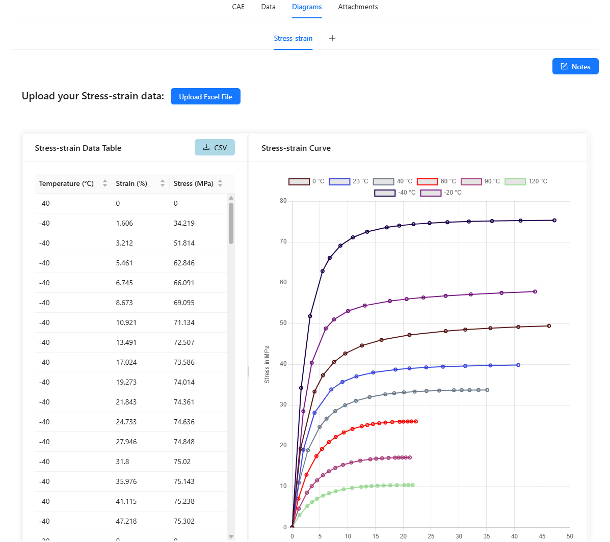 CAE Data Diagrams Attachments
Stress-strain +
Notes
Upload your Stress-strain data: Upload Excel File
Stress-strain Data Table CSV
Temperature (°C) Strain (%) Stress (MPa)
-40 0 0
-40 1.606 34.219
-40 3.212 51.814
-40 5.461 62.846
-40 6.745 66.091
-40 8.673 69.095
-40 10.921 71.134
-40 13.491 72.507
-40 17.024 73.586
-40 19.273 74.014
-40 21.843 74.361
-40 24.733 74.636
-40 27.946 74.848
-40 31.8 75.02
-40 35.976 75.143
-40 41.115 75.238
-40 47.218 75.302
Stress-strain Curve
0 °C 23 °C 40 °C 60 °C 90 °C 120 °C
-40 °C -20 °C
Stress in MPa
80
70
60
50
40
30
20
10
0
0 5 10 15 20 25 30 35 40 45 50